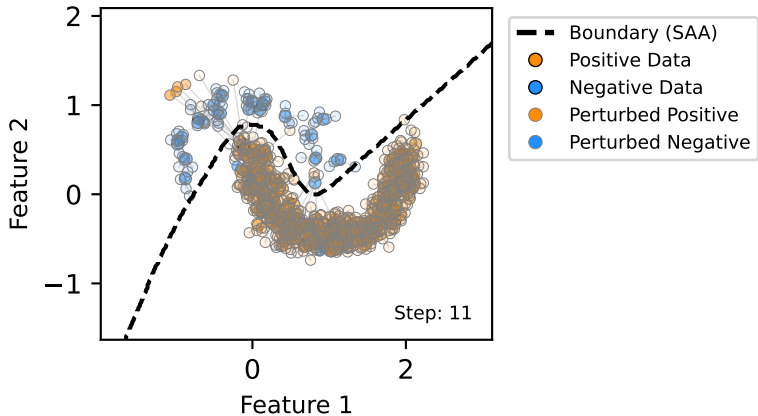 2
1
0
−1
Feature 2
0
2
Feature 1
Step: 11
Boundary (SAA)
Positive Data
Negative Data
Perturbed Positive
Perturbed Negative